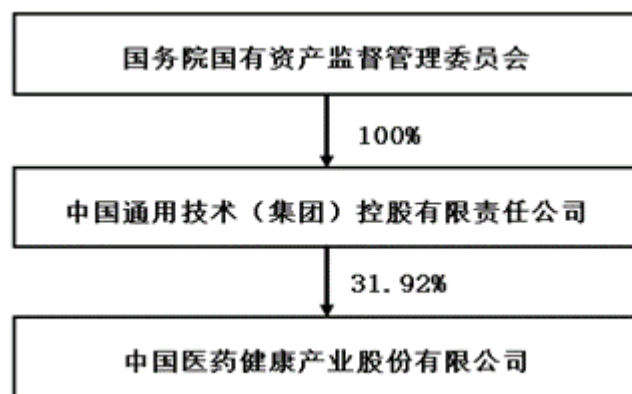 国务院国有资产监督管理委员会
100%
中国通用技术（集团）控股有限责任公司
31.92%
中国医药健康产业股份有限公司